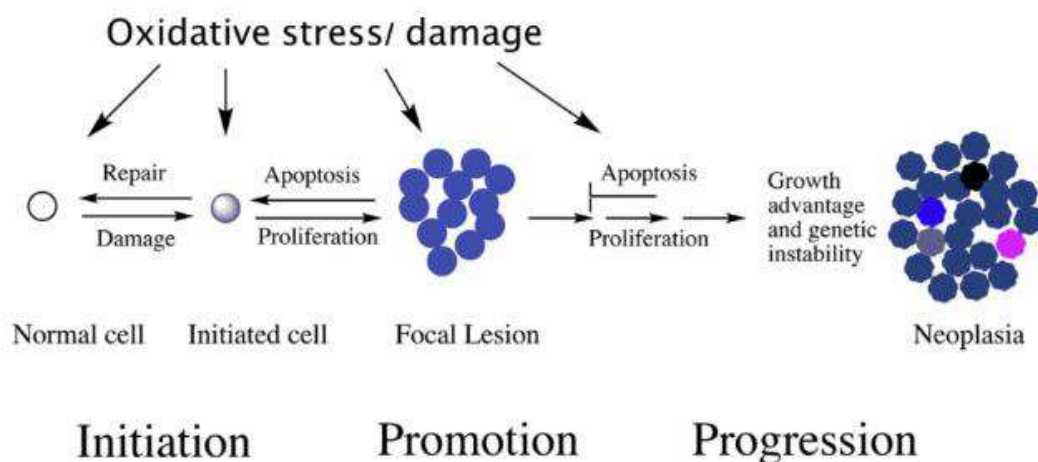 Oxidative stress/ damage
Repair
Damage
Apoptosis
Proliferation
Apoptosis
Proliferation
Growth
advantage
and genetic
instability
Normal cell
Initiated cell
Focal Lesion
Neoplasia
Initiation
Promotion
Progression